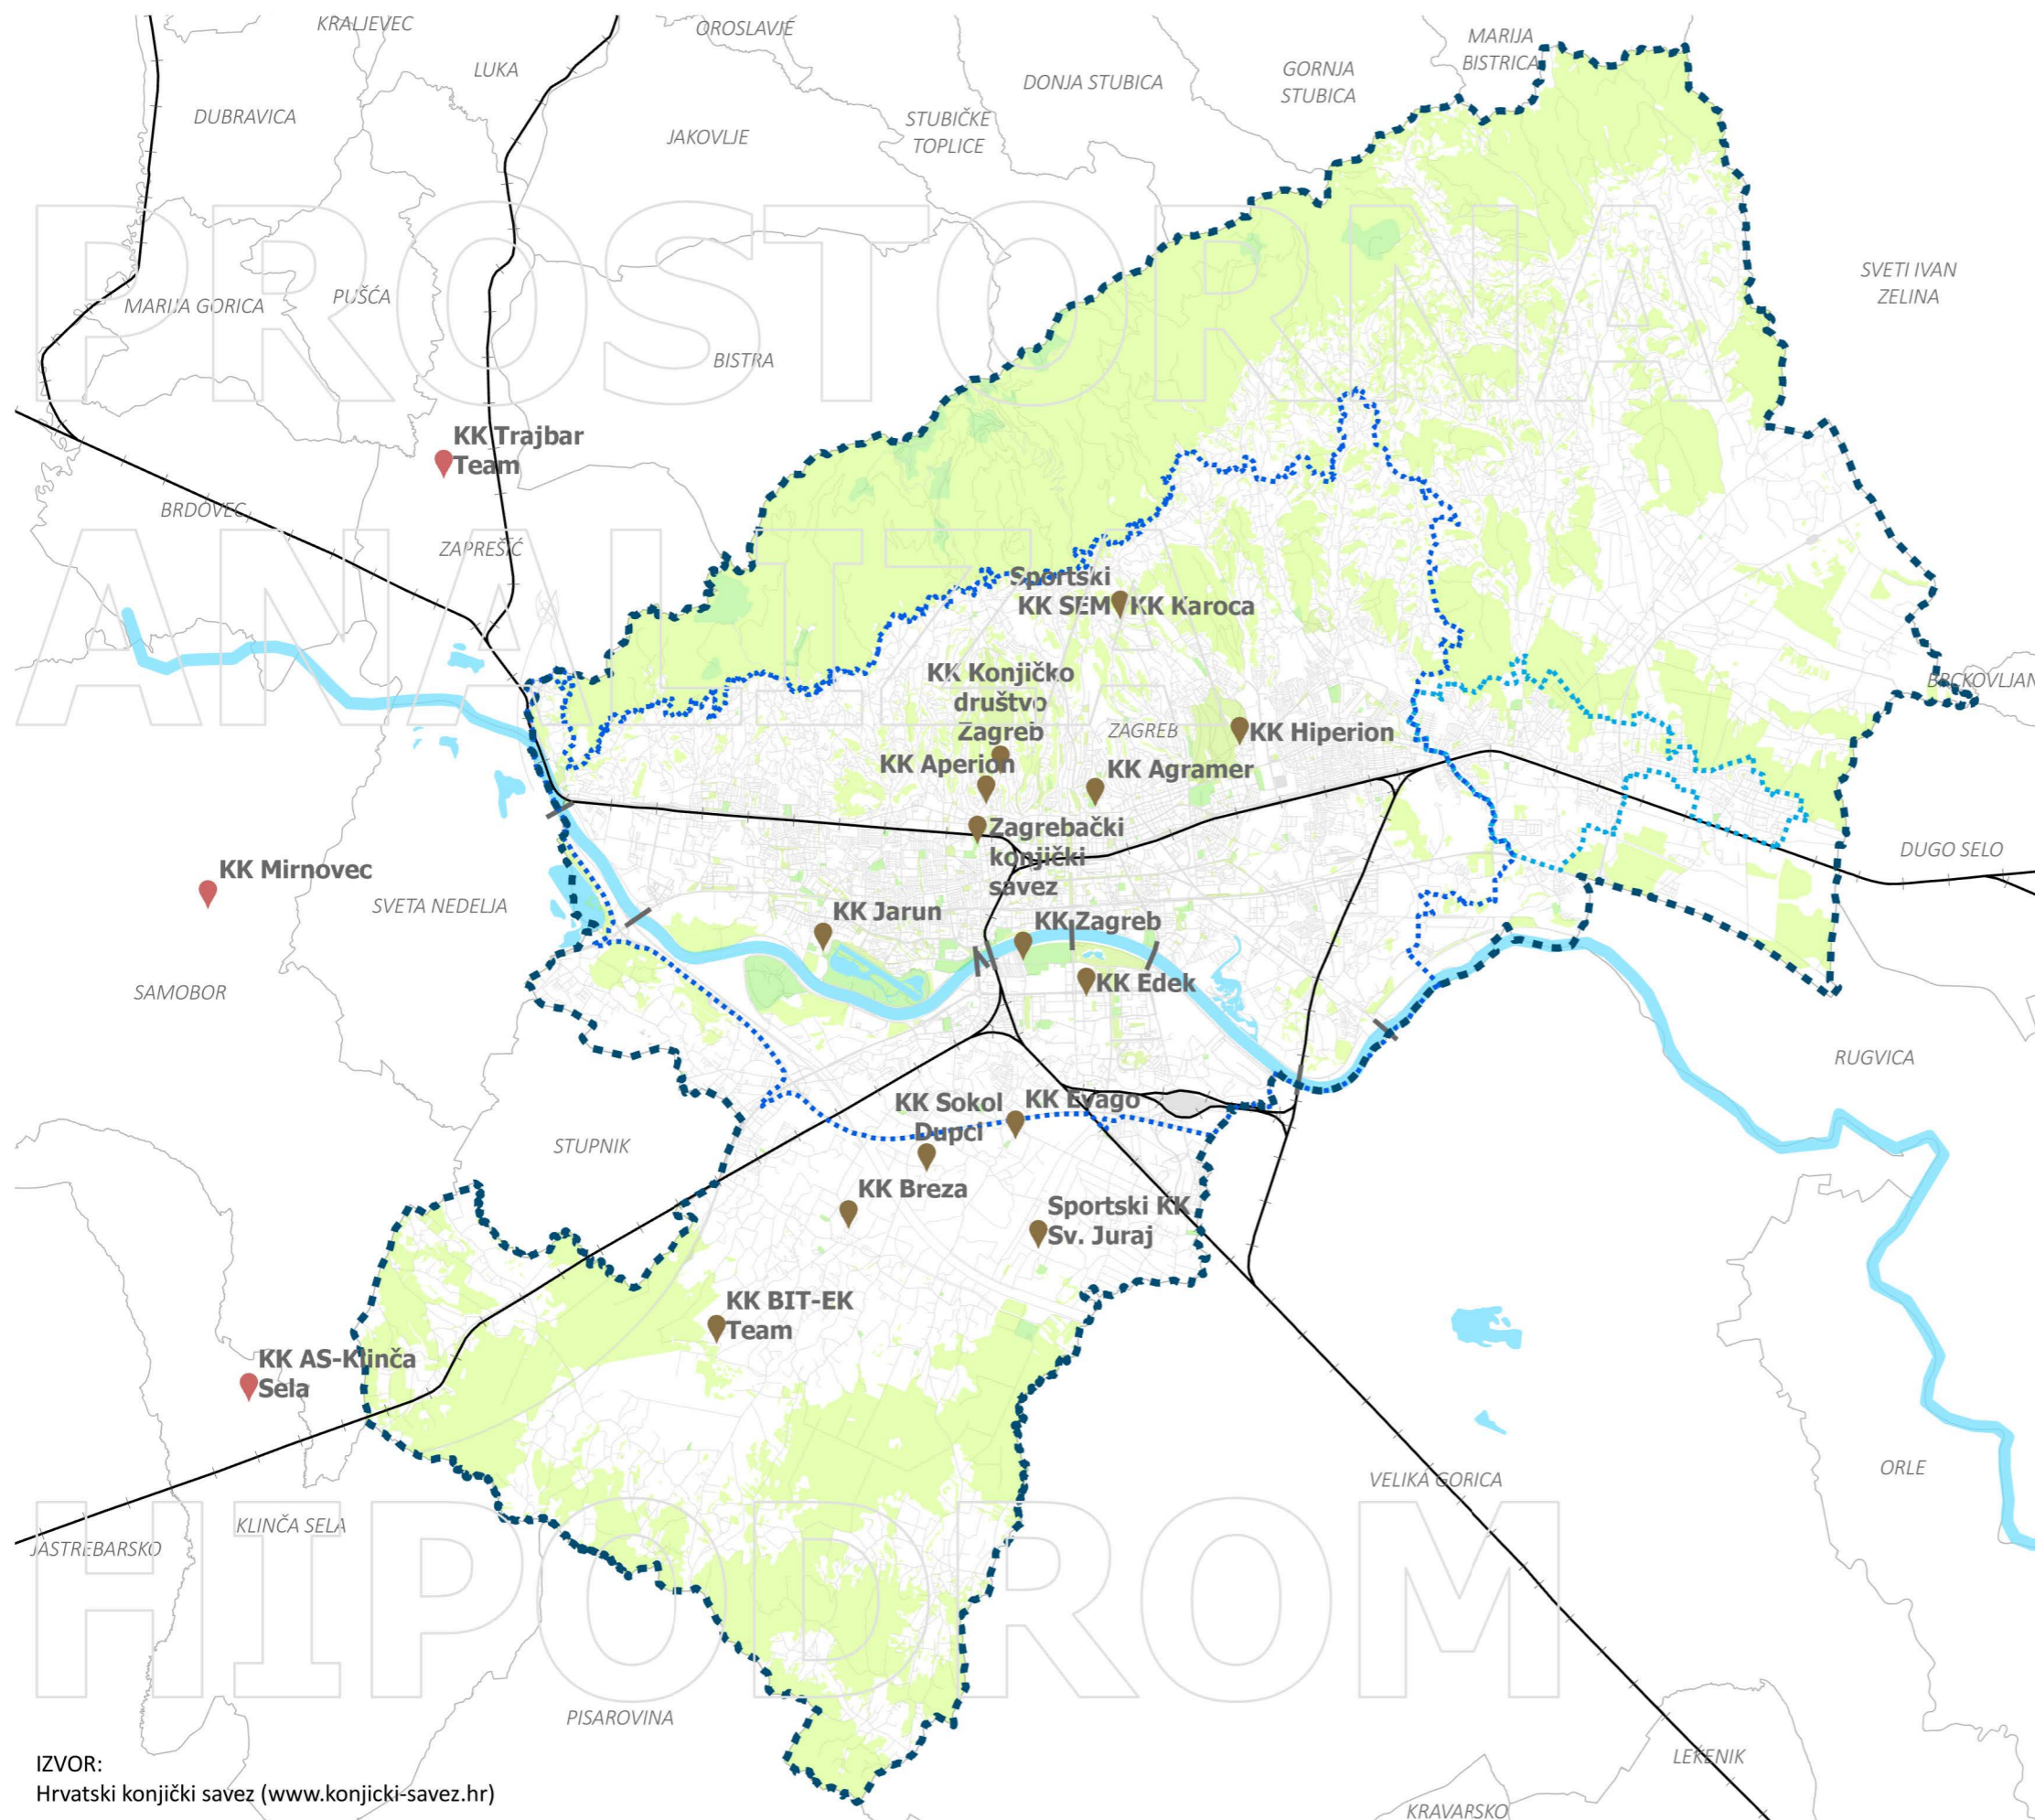 KRALJEVEC
OROSLAVJE
MARIJA
BISTRICA
LUKA
DONJA STUBICA
GORNJA
STUBICA
DUBRAVICA
STUBIČKE
TOPLICE
JAKOVLJE
PROSTORNA
SVETI IVAN
ZELINA
MARIJA GORICA
PUŠĆA
BISTRA
KK Trajbar
Team
BRDOVEC
ZAPREŠIĆ
ANALIZA
Sportski
KK SEM
KK Karoca
KK Konjičko
društvo
Zagreb
BRCKOVLJAN
ZAGREB
KK Hiperion
KK Aperion
KK Agramer
Zagrebački
konjički
savez
DUGO SELO
KK Mirnovec
SVETA NEDELJA
KK Jarun
KK Zagreb
KK Edek
SAMOBOR
RUGVICA
KK Sokol
Dupci
KK Evago
STUPNIK
KK Breza
Sportski KK
Sv. Juraj
KK BIT-EK
Team
KK AS-Klinča
Sela
VELIKA GORICA
ORLE
KLINČA SELA
JASTREBARSKO
HIPODROM
PISAROVINA
LEKENIK
IZVOR:
Hrvatski konjički savez (www.konjicki-savez.hr)
KRAVARSKO